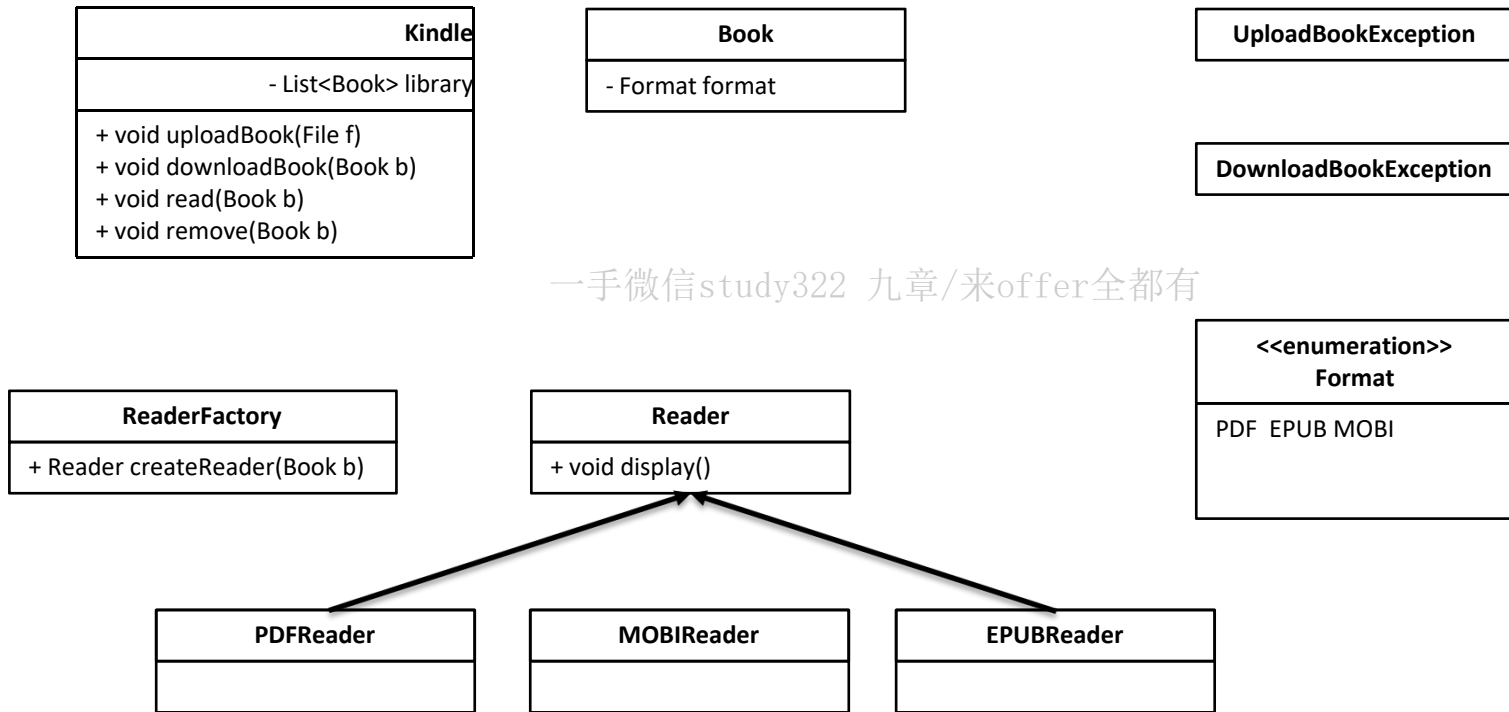 Kindle
- List<Book> library
+ void uploadBook(File f)
+ void downloadBook(Book b)
+ void read(Book b)
+ void remove(Book b)
Book
- Format format
UploadBookException
DownloadBookException
一手微信study322 九章/来offer全都有
<<enumeration>>
Format
PDF EPUB MOBI
ReaderFactory
+ Reader createReader(Book b)
Reader
+ void display()
PDFReader
MOBIReader
EPUBReader